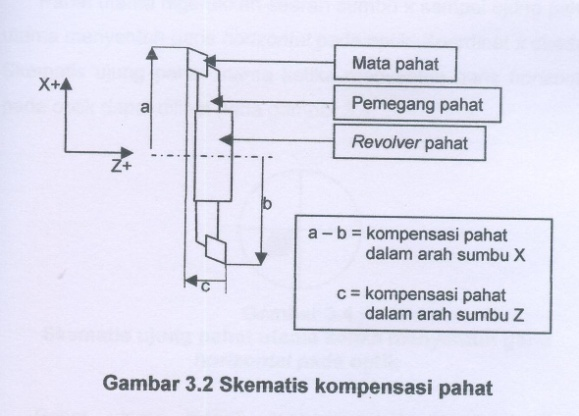 Mata pahat
X+
a
Pemegang pahat
Revolver pahat
Z+
b
a – b = kompensasi pahat
dalam arah sumbu X
c
c = kompensasi pahat
dalam arah sumbu Z
Gambar 3.2 Skematis kompensasi pahat